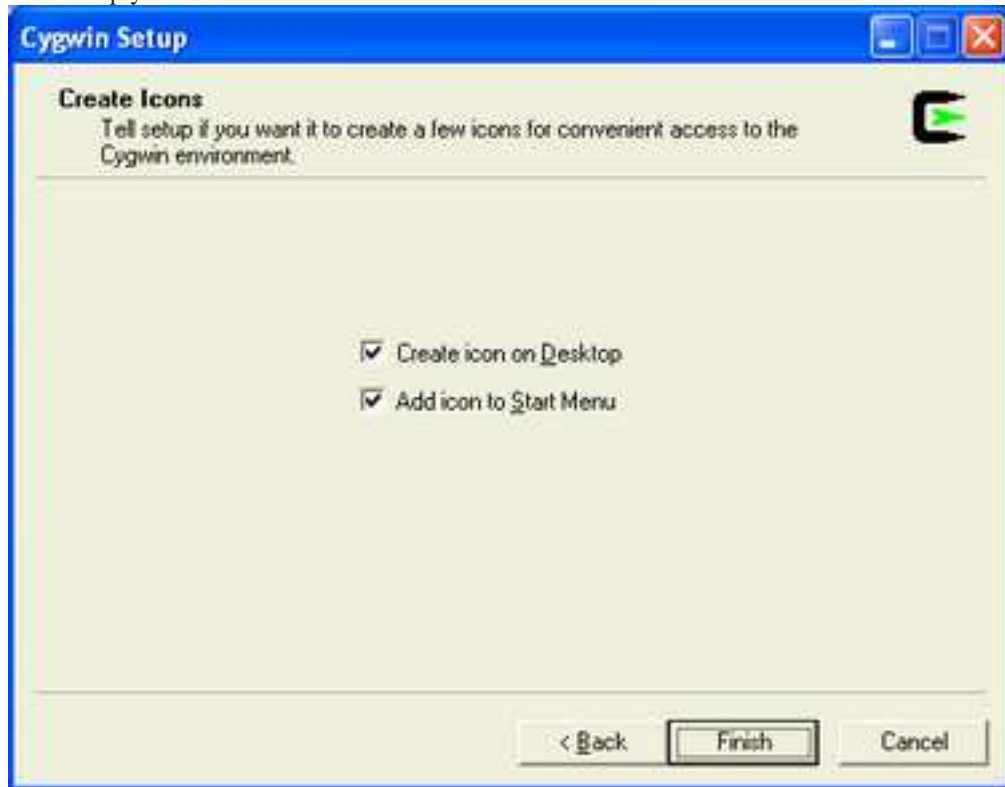 Cygwin Setup
Create Icons
Tell setup if you want it to create a few icons for convenient access to the
Cygwin environment.
Create icon on Desktop
Add icon to Start Menu
< Back Finish Cancel